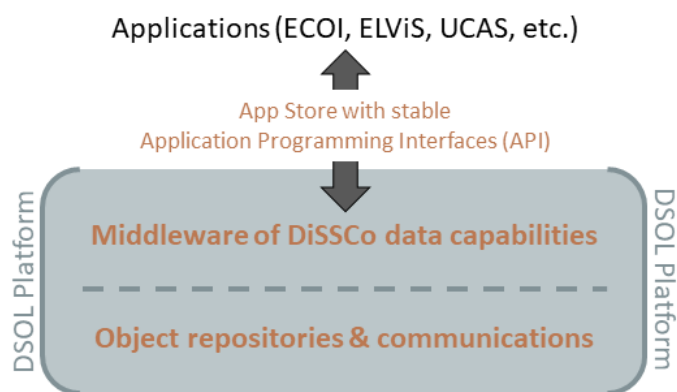 Applications (ECOI, ELViS, UCAS, etc.)
App Store with stable
Application Programming Interfaces (API)
DSOL Platform
Middleware of DiSSCo data capabilities
Object repositories & communications
DSOL Platform